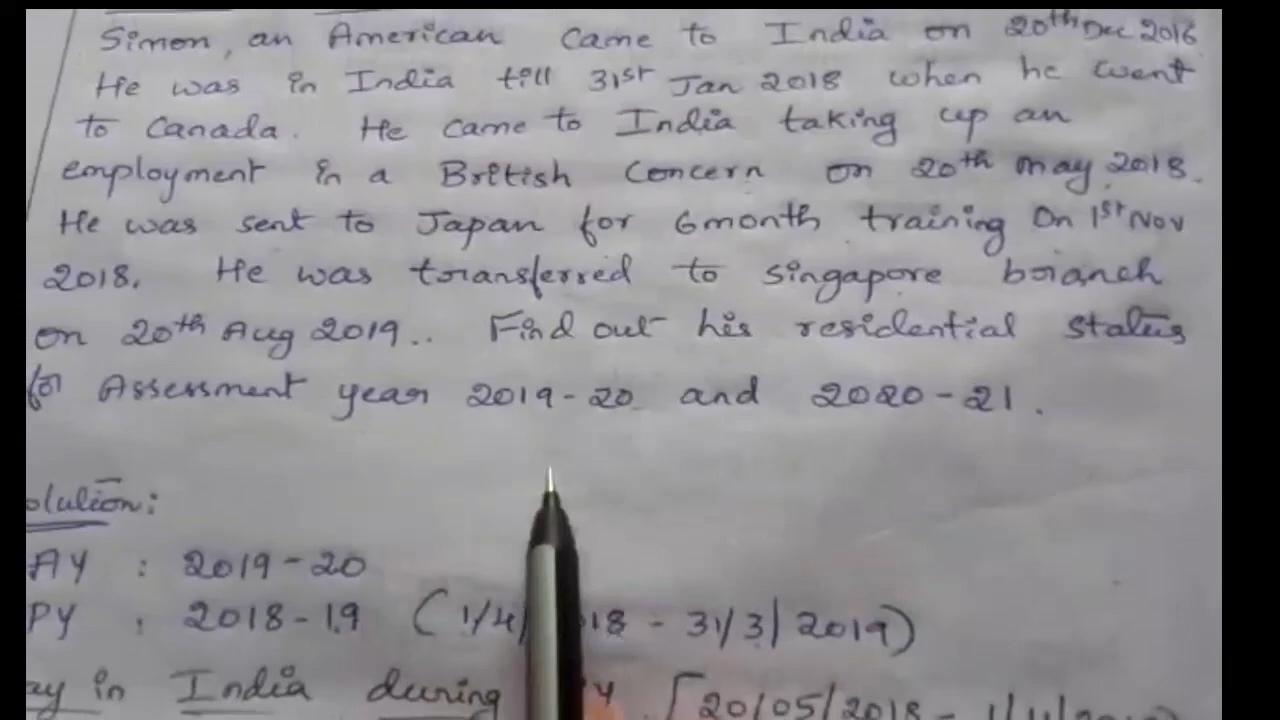 Simon, an American came to India on 20th Dec 2016
He was in India till 31st Jan 2018 when he went
to Canada. He came to India taking up an
employment in a British Concern on 20th may 2018.
He was sent to Japan for 6month training On 1st Nov
2018. He was transferred to Singapore branch
on 20th Aug 2019.. Find out his residential status
for Assessment year 2019-20 and 2020-21.
olution:
AY : 2019-20
PY : 2018-19 (1/4/ 18 - 31/3/2019)
ay in India during PY [20/05/2018 -